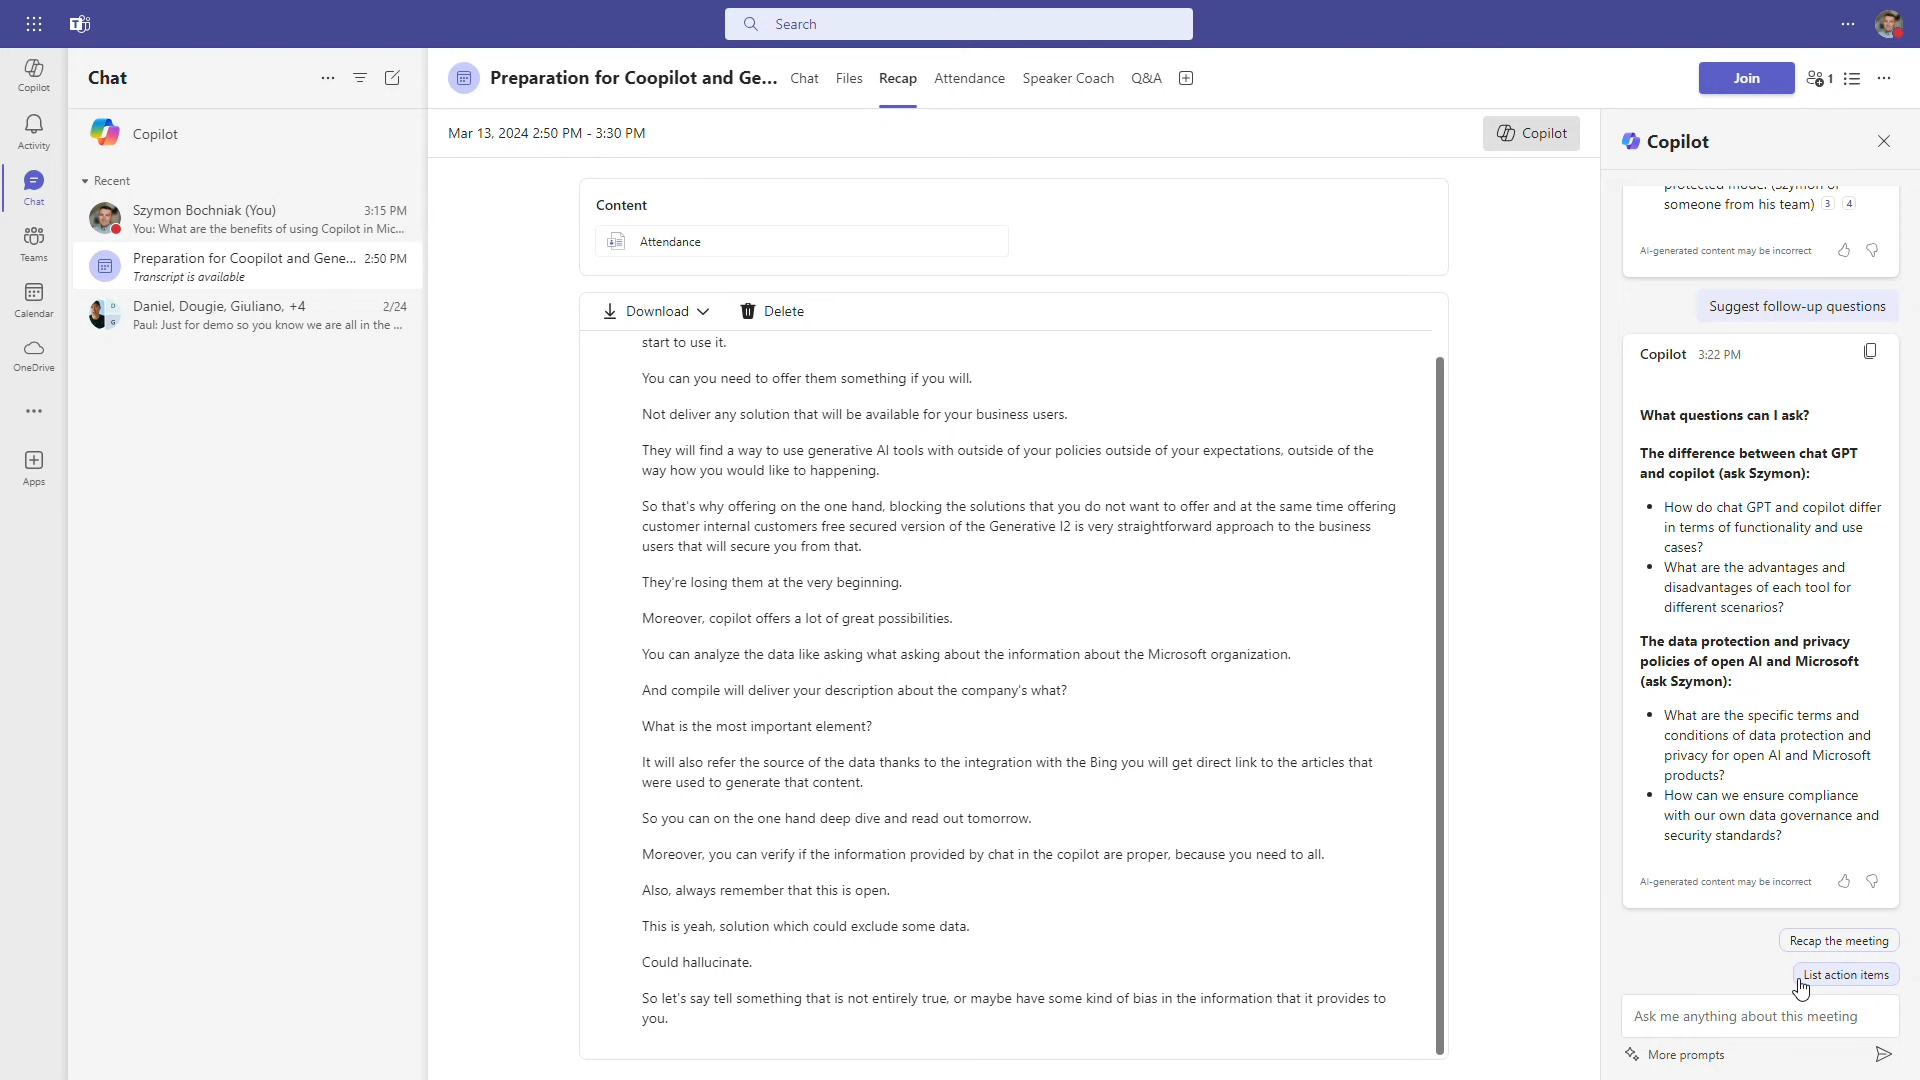 Search
Copilot
Activity
Chat
Teams
Calendar
OneDrive
Apps
Chat
Copilot
Recent
Szymon Bochniak (You) 3:15 PM
You: What are the benefits of using Copilot in Mic...
Preparation for Coopilot and Gene... 2:50 PM
Transcript is available
Daniel, Dougie, Giuliano, +4 2/24
Paul: Just for demo so you know we are all in the ...
Preparation for Coopilot and Ge... Chat Files Recap Attendance Speaker Coach Q&A Join 1
Mar 13, 2024 2:50 PM - 3:30 PM Copilot
Content
Attendance
Download Delete
start to use it.
You can you need to offer them something if you will.
Not deliver any solution that will be available for your business users.
They will find a way to use generative AI tools with outside of your policies outside of your expectations, outside of the
way how you would like to happening.
So that's why offering on the one hand, blocking the solutions that you do not want to offer and at the same time offering
customer internal customers free secured version of the Generative I2 is very straightforward approach to the business
users that will secure you from that.
They're losing them at the very beginning.
Moreover, copilot offers a lot of great possibilities.
You can analyze the data like asking what asking about the information about the Microsoft organization.
And compile will deliver your description about the company's what?
What is the most important element?
It will also refer the source of the data thanks to the integration with the Bing you will get direct link to the articles that
were used to generate that content.
So you can on the one hand deep dive and read out tomorrow.
Moreover, you can verify if the information provided by chat in the copilot are proper, because you need to all.
Also, always remember that this is open.
This is yeah, solution which could exclude some data.
Could hallucinate.
So let's say tell something that is not entirely true, or maybe have some kind of bias in the information that it provides to
you.
Copilot
protected mode. (Szymon or
someone from his team) 3 4
AI-generated content may be incorrect
Suggest follow-up questions
Copilot 3:22 PM
What questions can I ask?
The difference between chat GPT
and copilot (ask Szymon):
• How do chat GPT and copilot differ
in terms of functionality and use
cases?
• What are the advantages and
disadvantages of each tool for
different scenarios?
The data protection and privacy
policies of open AI and Microsoft
(ask Szymon):
• What are the specific terms and
conditions of data protection and
privacy for open AI and Microsoft
products?
• How can we ensure compliance
with our own data governance and
security standards?
AI-generated content may be incorrect
Recap the meeting
List action items
Ask me anything about this meeting
More prompts